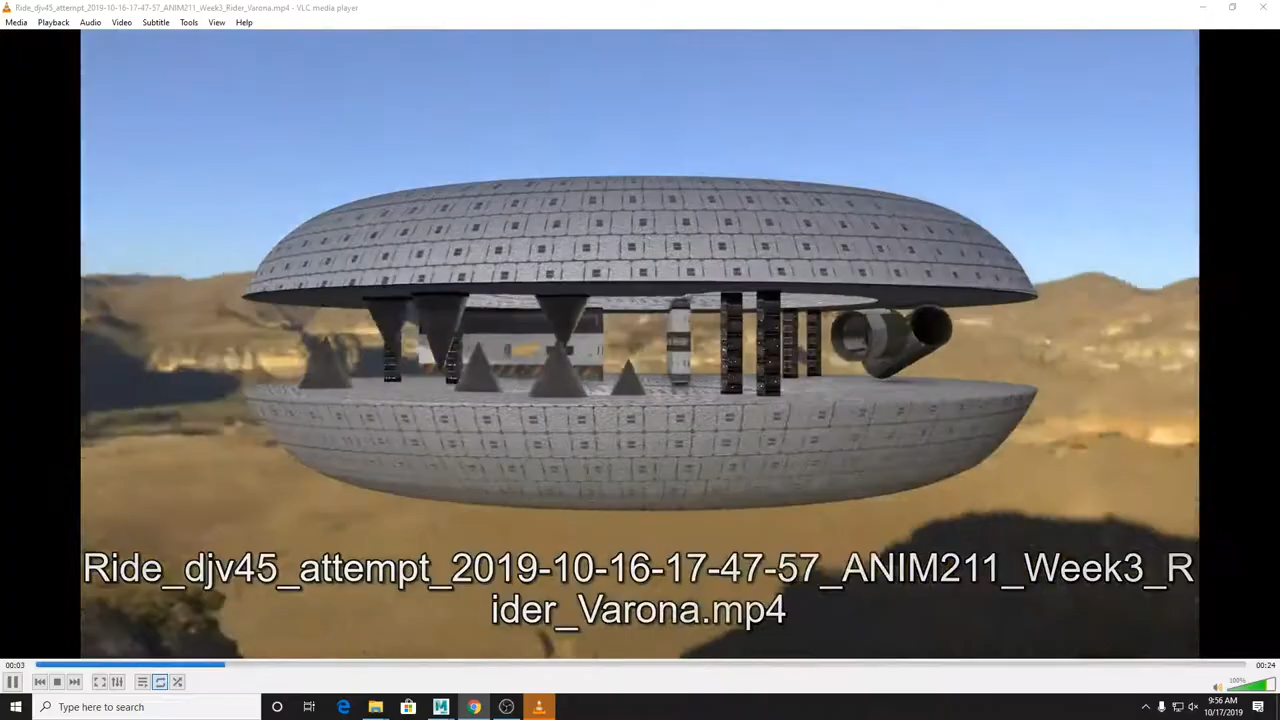 Ride_djv45_attempt_2019-10-16-17-47-57_ANIM211_Week3_Rider_Varona.mp4 - VLC media player
Media Playback Audio Video Subtitle Tools View Help
Ride_djv45_attempt_2019-10-16-17-47-57_ANIM211_Week3_R
ider_Varona.mp4
00:03
00:24
100%
Type here to search
9:56 AM
10/17/2019